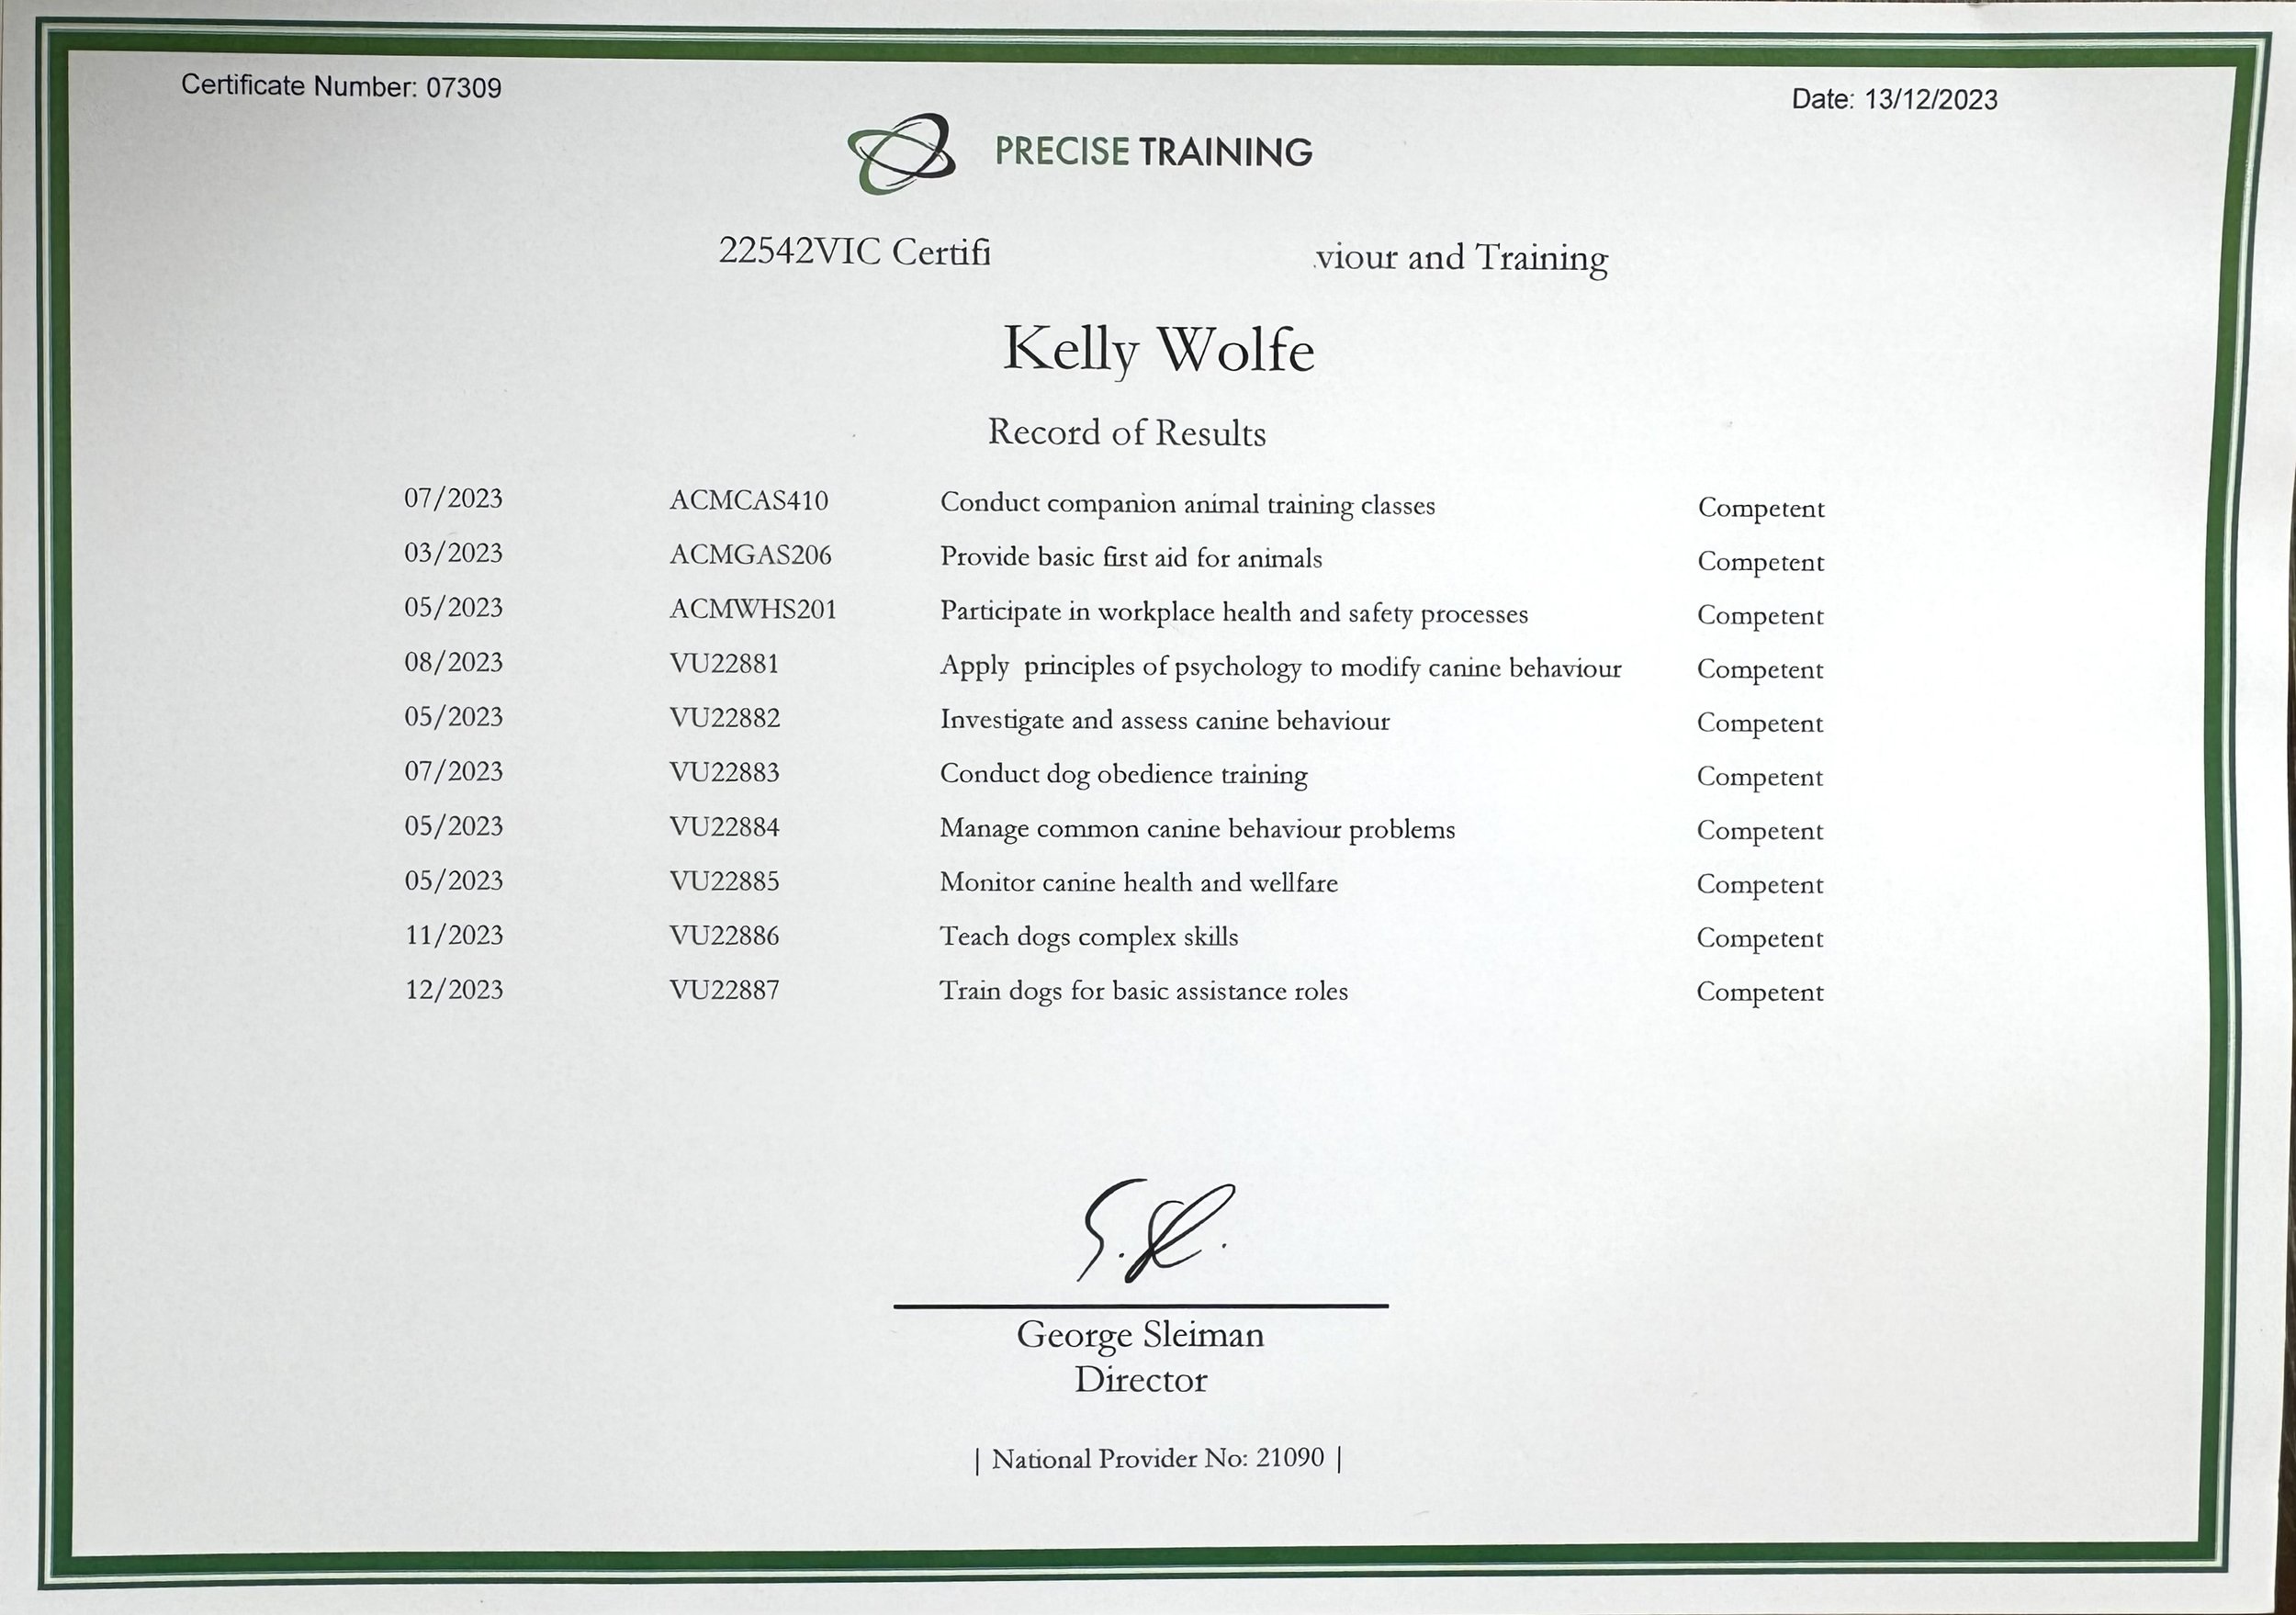 Certificate Number: 07309
Date: 13/12/2023
PRECISE TRAINING
22542VIC Certifi viour and Training
Kelly Wolfe
Record of Results
07/2023 ACMCAS410 Conduct companion animal training classes Competent
03/2023 ACMGAS206 Provide basic first aid for animals Competent
05/2023 ACMWHS201 Participate in workplace health and safety processes Competent
08/2023 VU22881 Apply principles of psychology to modify canine behaviour Competent
05/2023 VU22882 Investigate and assess canine behaviour Competent
07/2023 VU22883 Conduct dog obedience training Competent
05/2023 VU22884 Manage common canine behaviour problems Competent
05/2023 VU22885 Monitor canine health and wellfare Competent
11/2023 VU22886 Teach dogs complex skills Competent
12/2023 VU22887 Train dogs for basic assistance roles Competent
George Sleiman
Director
| National Provider No: 21090 |